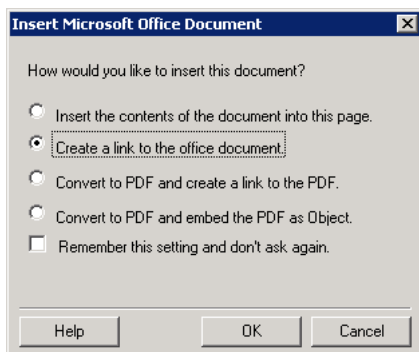 Insert Microsoft Office Document
How would you like to insert this document?
Insert the contents of the document into this page.
Create a link to the office document.
Convert to PDF and create a link to the PDF.
Convert to PDF and embed the PDF as Object.
Remember this setting and don't ask again.
Help OK Cancel